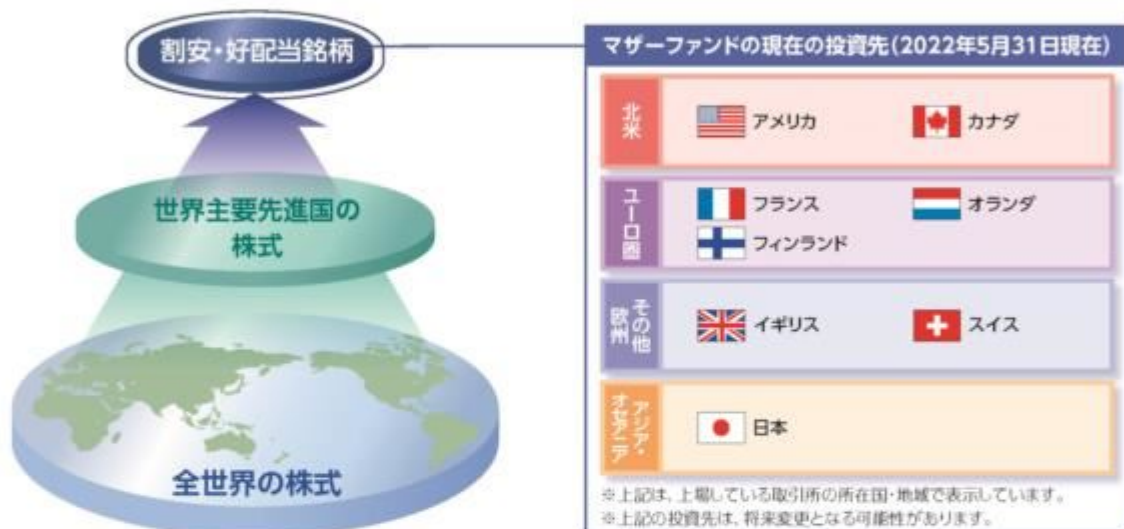 割安・好配当銘柄
世界主要先進国の
株式
全世界の株式
マザーファンドの現在の投資先(2022年5月31日現在)
北米
アメリカ
カナダ
ユーロ圏
フランス
オランダ
フィンランド
その他
欧州
イギリス
スイス
アジア・
オセアニア
日本
※上記は、上場している取引所の所在国・地域で表示しています。
※上記の投資先は、将来変更となる可能性があります。